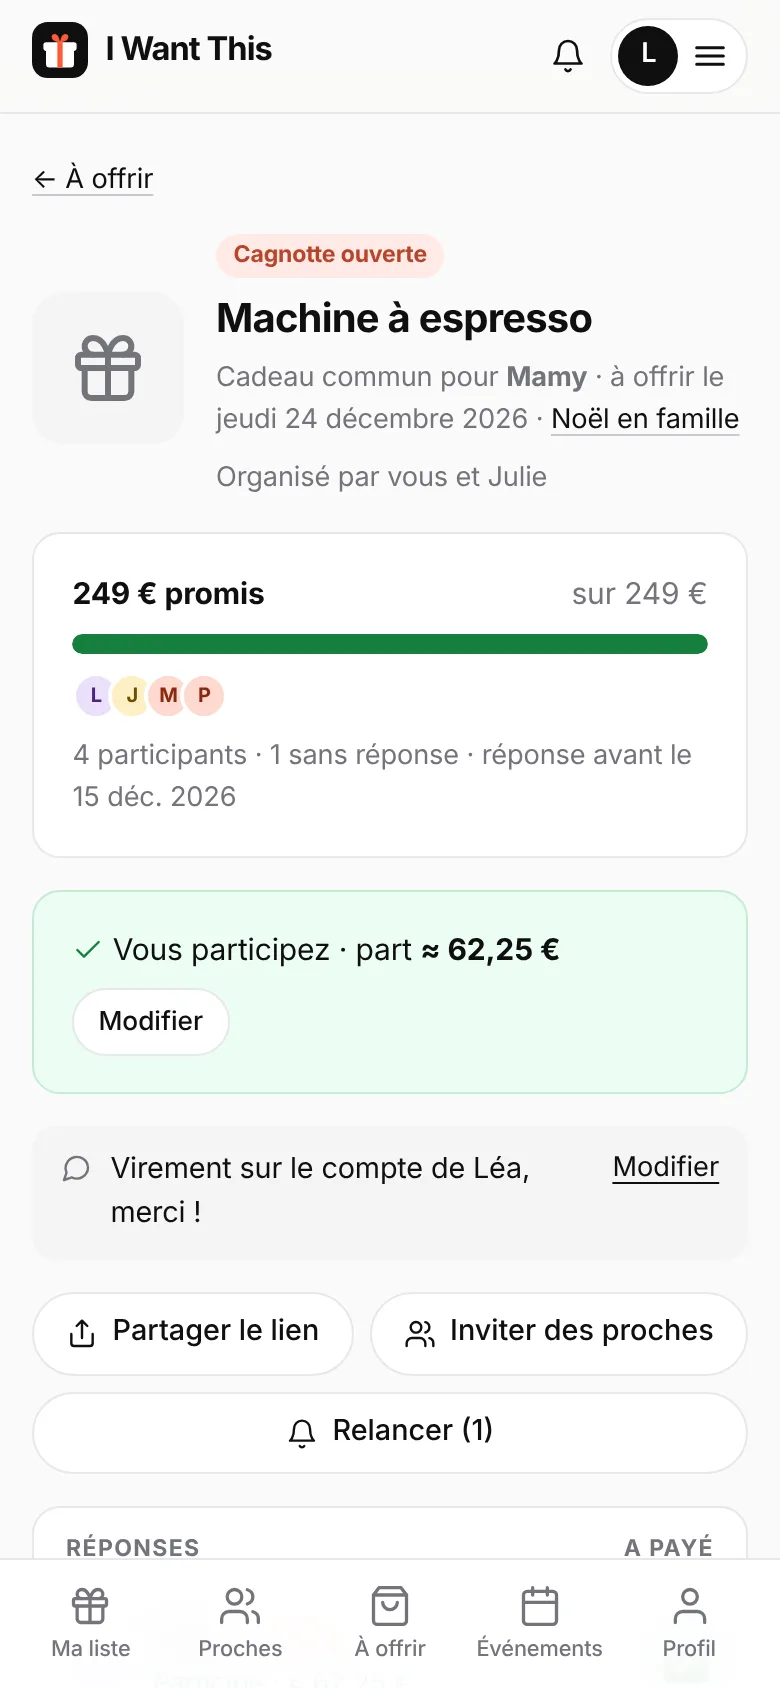 I Want This
L
← À offrir
Cagnotte ouverte
Machine à espresso
Cadeau commun pour Mamy · à offrir le
jeudi 24 décembre 2026 · Noël en famille
Organisé par vous et Julie
249 € promis
sur 249 €
L J M P
4 participants · 1 sans réponse · réponse avant le
15 déc. 2026
Vous participez · part ≈ 62,25 €
Modifier
Virement sur le compte de Léa,
merci !
Modifier
Partager le lien
Inviter des proches
Relancer (1)
RÉPONSES
A PAYÉ
Ma liste
Proches
À offrir
Événements
Profil